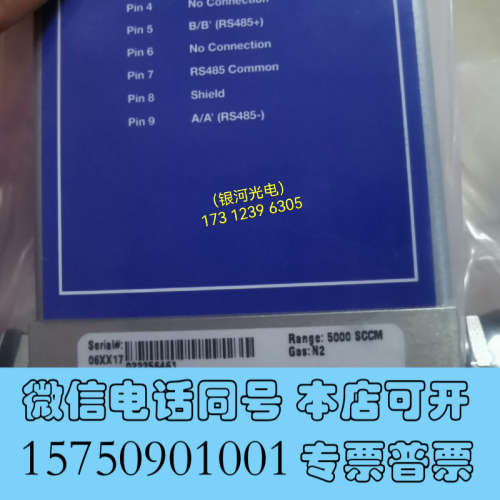 Pin 4 No Connection
Pin 5 B/B' (RS485+)
Pin 6 No Connection
Pin 7 RS485 Common
Pin 8 Shield
Pin 9 A/A' (RS485-)
(银河光电)
173 1239 6305
Serial#:
06XX17
Range: 5000 SCCM
Gas: N2
微信电话同号 本店可开
15750901001 专票普票